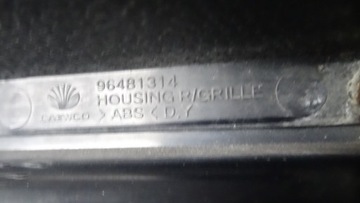 96481314
HOUSING R/GRILLE
DAEWOO > ABS < D.Y